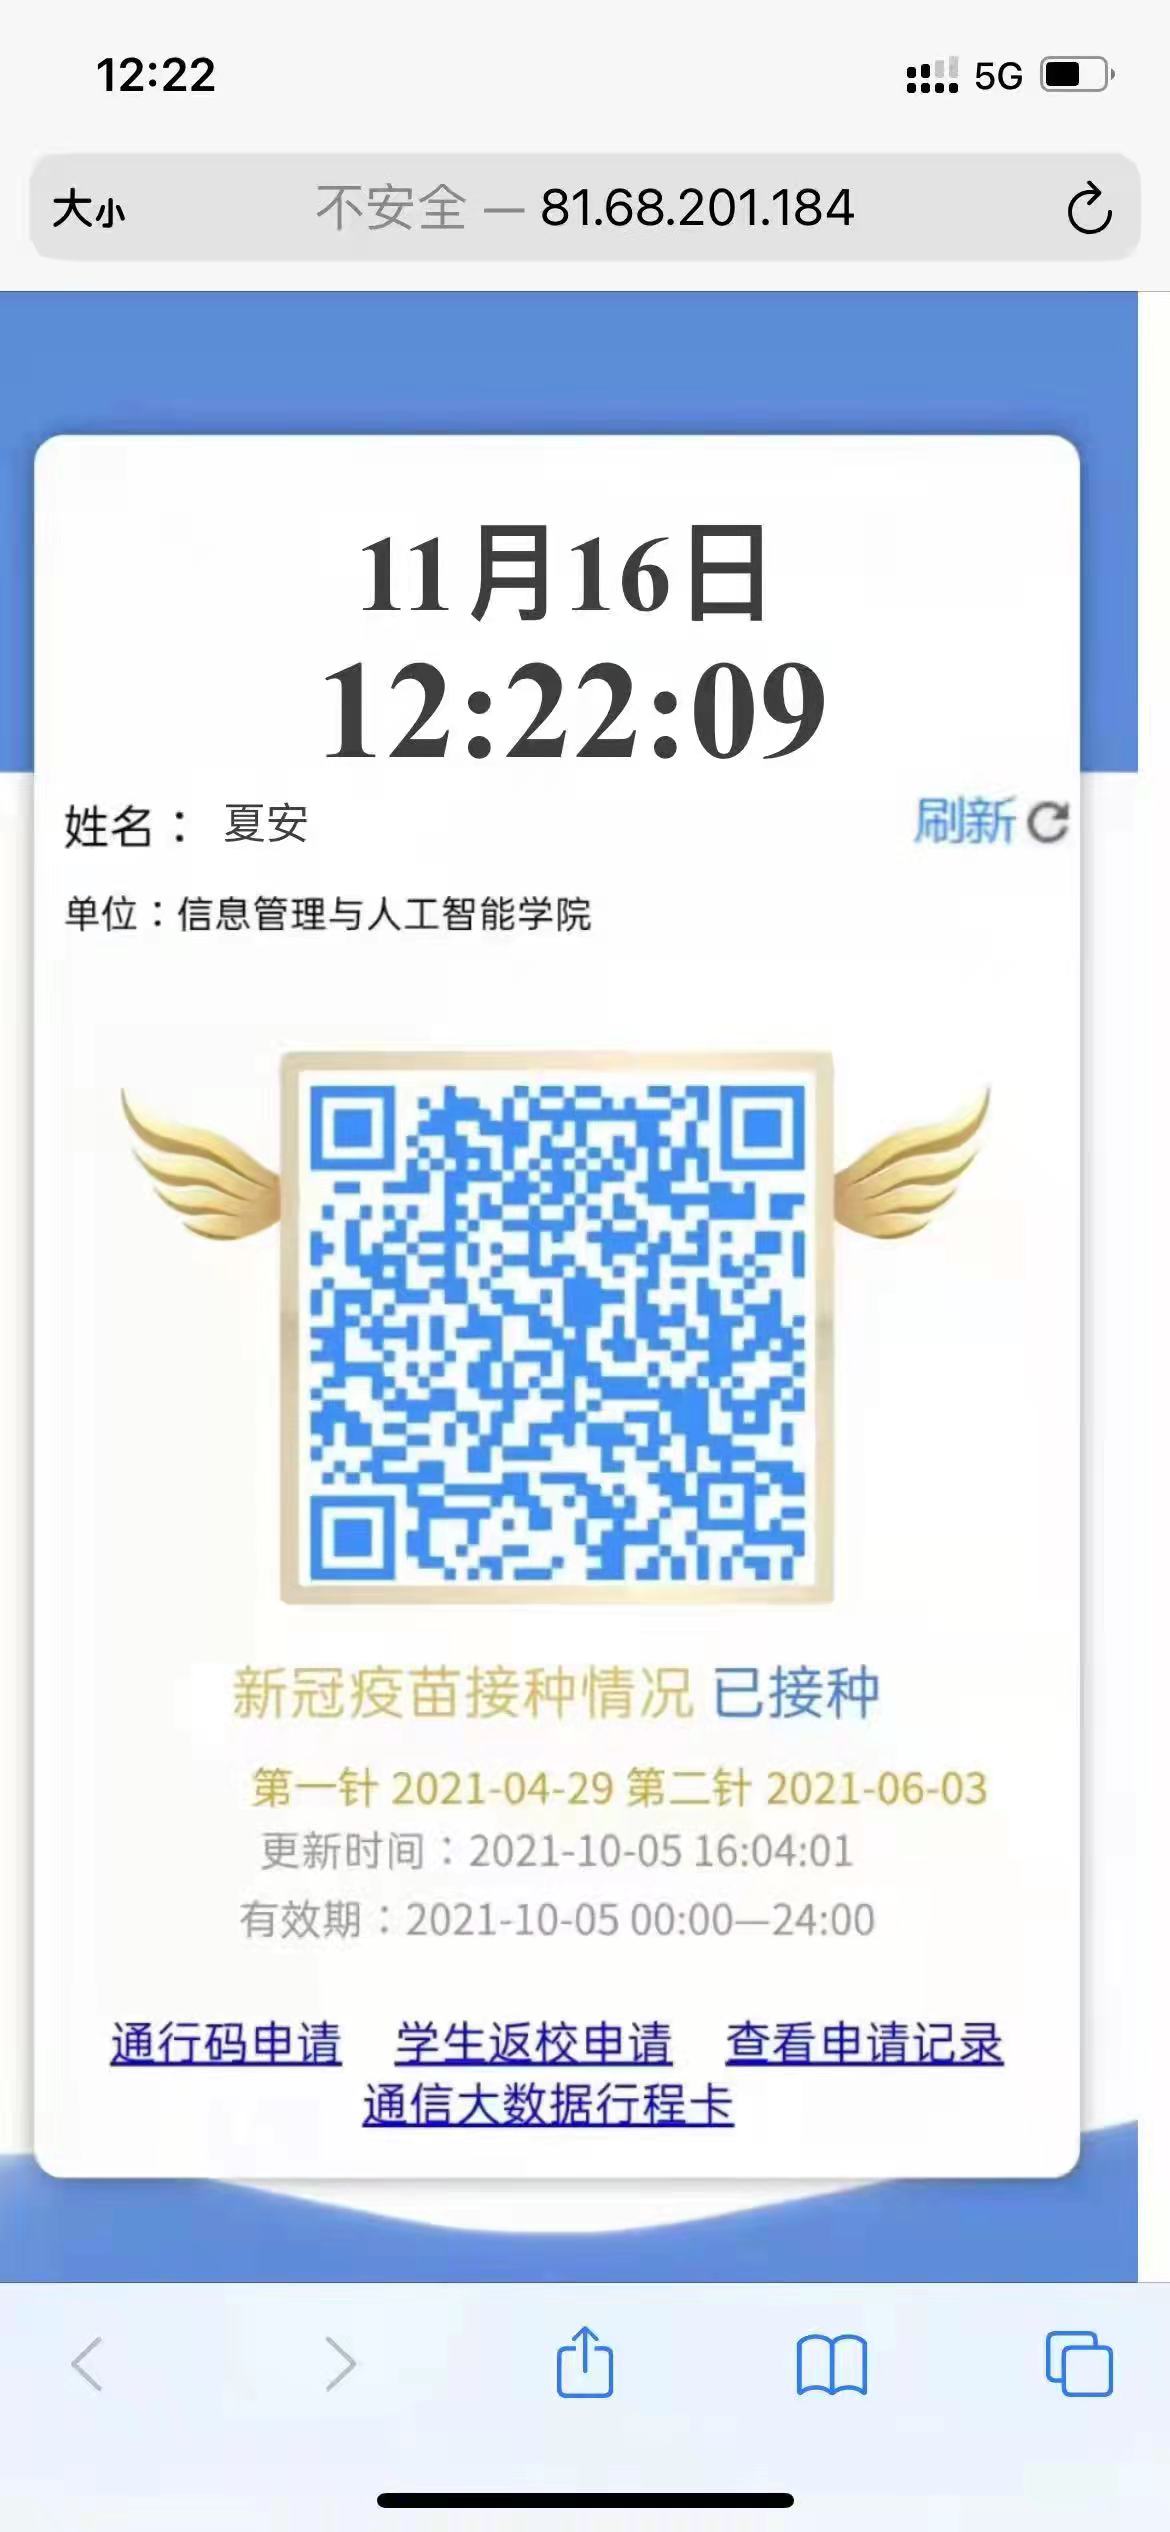 12:22 5G
大小 不安全 — 81.68.201.184
11月16日
12:22:09
姓名： 夏安 刷新
单位：信息管理与人工智能学院
新冠疫苗接种情况 已接种
第一针 2021-04-29 第二针 2021-06-03
更新时间：2021-10-05 16:04:01
有效期：2021-10-05 00:00—24:00
通行码申请 学生返校申请 查看申请记录
通信大数据行程卡